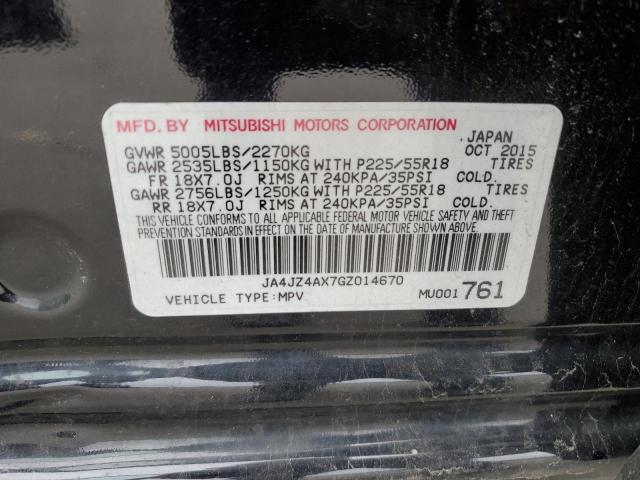 MFD. BY MITSUBISHI MOTORS CORPORATION
JAPAN
GVWR 5005LBS/2270KG OCT 2015
GAWR 2535LBS/1150KG WITH P225/55R18 TIRES
FR 18X7.0J RIMS AT 240KPA/35PSI COLD.
GAWR 2756LBS/1250KG WITH P225/55R18 TIRES
RR 18X7.0J RIMS AT 240KPA/35PSI COLD.
THIS VEHICLE CONFORMS TO ALL APPLICABLE FEDERAL MOTOR VEHICLE SAFETY AND THEFT
PREVENTION STANDARDS IN EFFECT ON THE DATE OF MANUFACTURE SHOWN ABOVE.
JA4JZ4AX7GZ014670
VEHICLE TYPE: MPV MU001 761